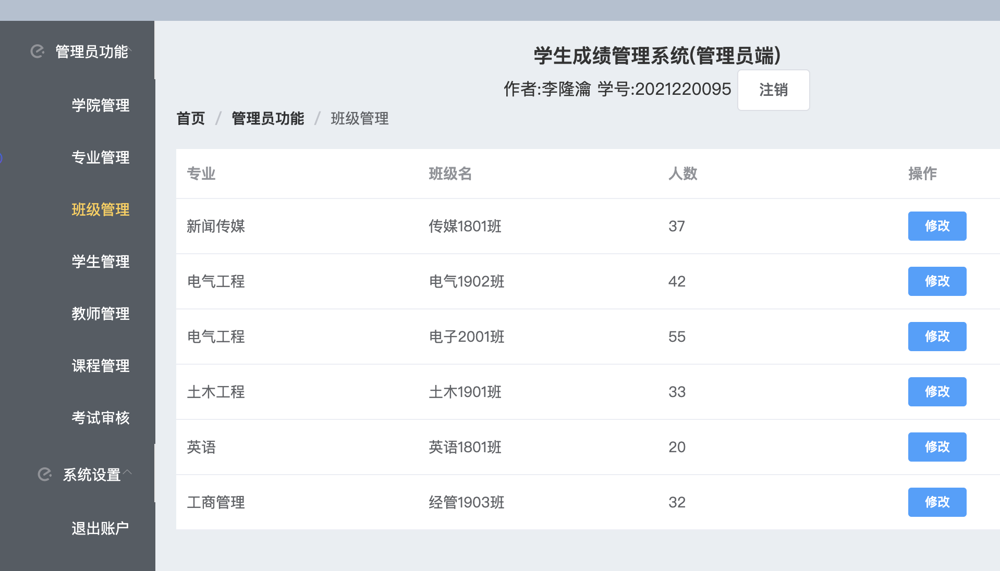 管理员功能
学院管理
专业管理
班级管理
学生管理
教师管理
课程管理
考试审核
系统设置
退出账户
学生成绩管理系统(管理员端)
作者:李隆瀹 学号:2021220095 注销
首页 / 管理员功能 / 班级管理
专业 班级名 人数 操作
新闻传媒 传媒1801班 37 修改
电气工程 电气1902班 42 修改
电气工程 电子2001班 55 修改
土木工程 土木1901班 33 修改
英语 英语1801班 20 修改
工商管理 经管1903班 32 修改